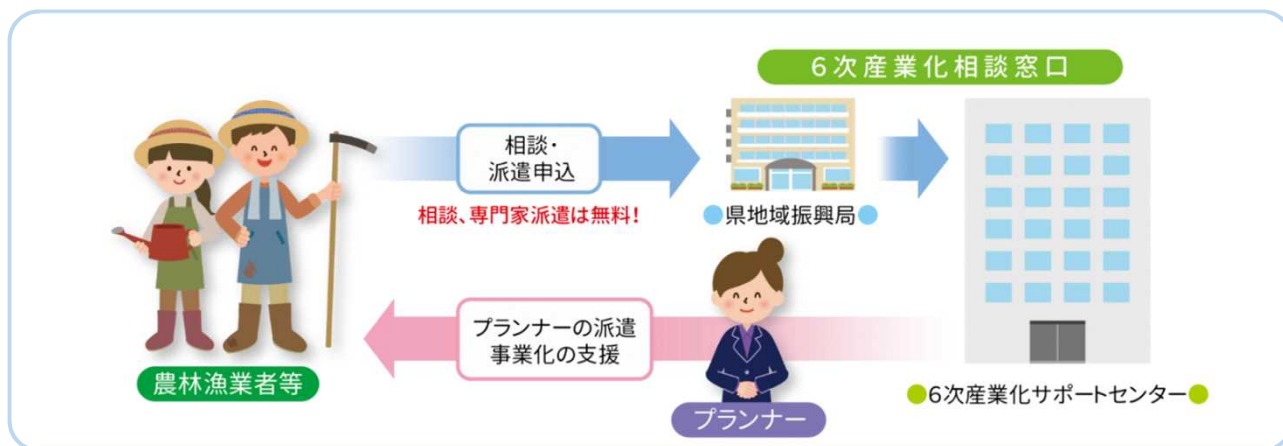 6次産業化相談窓口
相談・
派遣申込
相談、専門家派遣は無料！
●県地域振興局●
プランナーの派遣
事業化の支援
農林漁業者等
プランナー
●6次産業化サポートセンター●